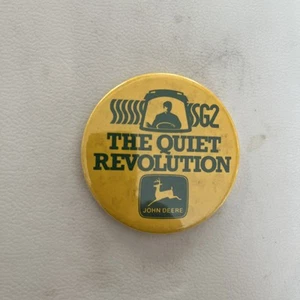 SG2
THE QUIET
REVOLUTION
JOHN DEERE